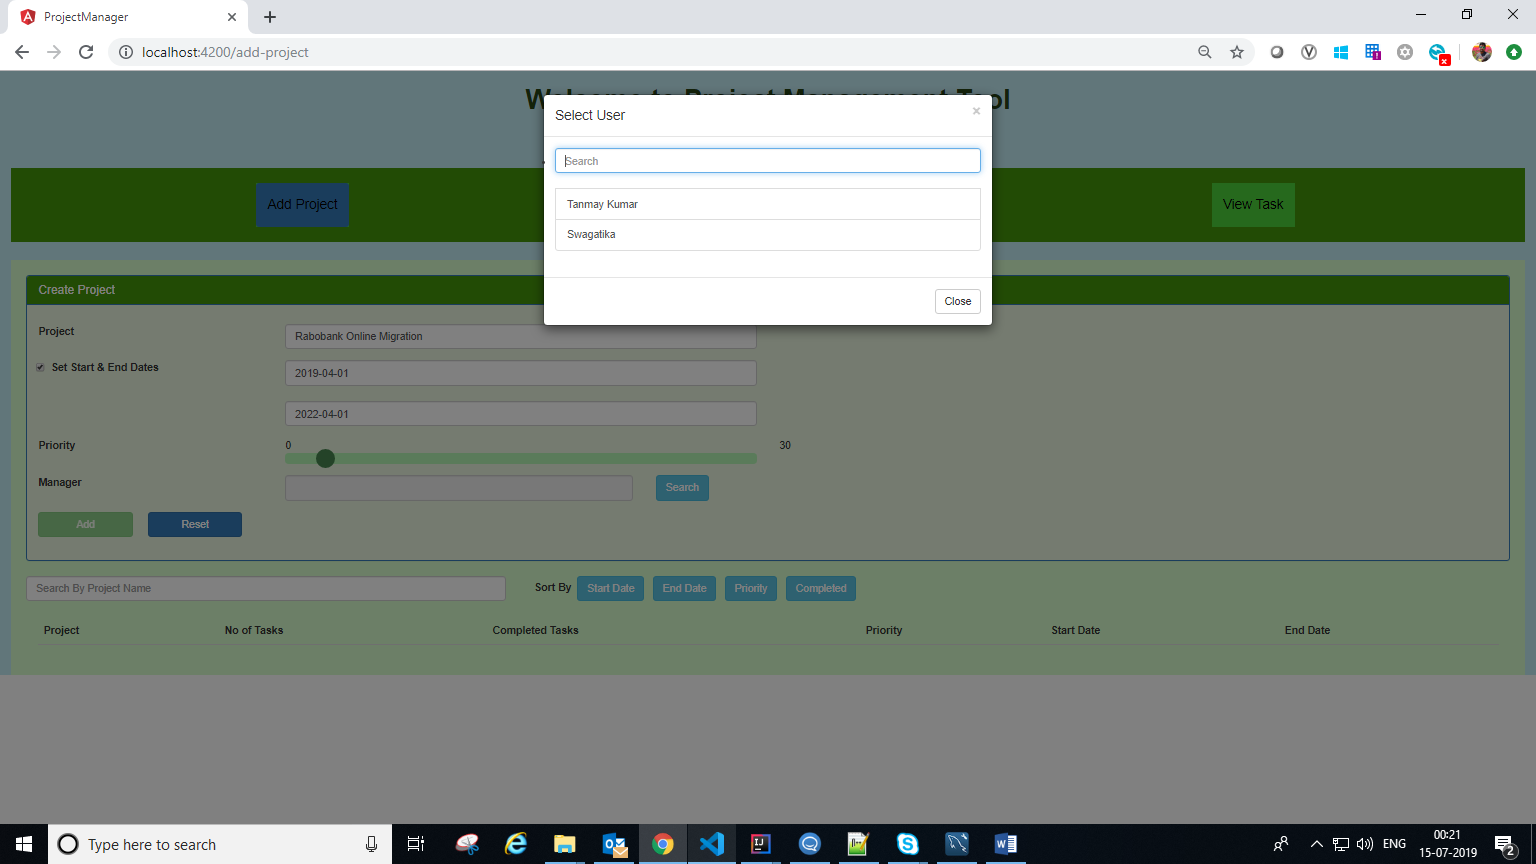 ProjectManager
localhost:4200/add-project
Select User
Search
Tanmay Kumar
Swagatika
Close
Add Project
View Task
Create Project
Project
Rabobank Online Migration
Set Start & End Dates
2019-04-01
2022-04-01
Priority
0
30
Manager
Search
Add
Reset
Search By Project Name
Sort By
Start Date
End Date
Priority
Completed
Project
No of Tasks
Completed Tasks
Priority
Start Date
End Date
Type here to search
ENG
00:21
15-07-2019
2